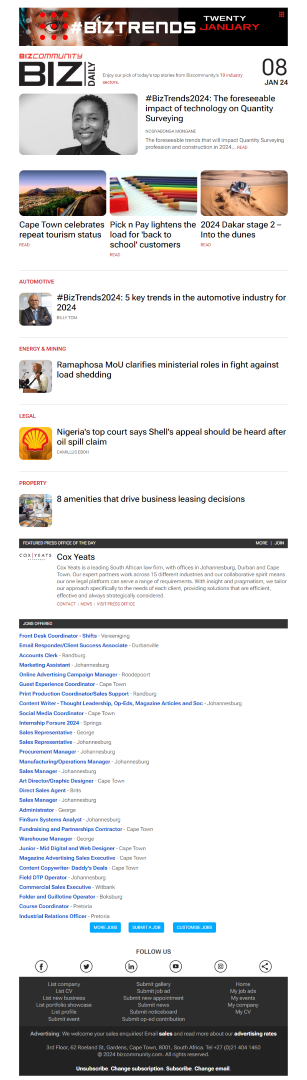 #BIZTRENDS TWENTY
JANUARY
BIZCOMMUNITY
BIZ DAILY
Enjoy our pick of today's top stories from Bizcommunity's 19 industry
sectors.
08
JAN 24
#BizTrends2024: The foreseeable
impact of technology on Quantity
Surveying
NOSIYABONGA MONGANE
The foreseeable trends that will impact Quantity Surveying
profession and construction in 2024... READ
Cape Town celebrates
repeat tourism status
READ
Pick n Pay lightens the
load for 'back to
school' customers
READ
2024 Dakar stage 2 –
Into the dunes
READ
AUTOMOTIVE
#BizTrends2024: 5 key trends in the automotive industry for
2024
BILLY TOM
ENERGY & MINING
Ramaphosa MoU clarifies ministerial roles in fight against
load shedding
LEGAL
Nigeria's top court says Shell's appeal should be heard after
oil spill claim
CAMILLUS EBOH
PROPERTY
8 amenities that drive business leasing decisions
FEATURED PRESS OFFICE OF THE DAY
MORE | JOIN
COX YEATS
Cox Yeats
Cox Yeats is a leading South African law firm, with offices in Johannesburg, Durban and Cape
Town. Our expert partners work across 15 different industries and our collaborative spirit means
our one legal platform can serve a range of requirements. With insight and pragmatism, we tailor
our approach specifically to the needs of each client, providing solutions that are efficient,
effective and always strategically considered.
CONTACT | NEWS | VISIT PRESS OFFICE
JOBS OFFERED
Front Desk Coordinator - Shifts - Vereeniging
Email Responder/Client Success Associate - Durbanville
Accounts Clerk - Randburg
Marketing Assistant - Johannesburg
Online Advertising Campaign Manager - Roodepoort
Guest Experience Coordinator - Cape Town
Print Production Coordinator/Sales Support - Randburg
Content Writer - Thought Leadership, Op-Eds, Magazine Articles and Soc - Johannesburg
Social Media Coordinator - Cape Town
Internship Forsure 2024 - Springs
Sales Representative - George
Sales Representative - Johannesburg
Procurement Manager - Johannesburg
Manufacturing/Operations Manager - Johannesburg
Sales Manager - Johannesburg
Art Director/Graphic Designer - Cape Town
Direct Sales Agent - Brits
Sales Manager - Johannesburg
Administrator - George
FinSurv Systems Analyst - Johannesburg
Fundraising and Partnerships Contractor - Cape Town
Warehouse Manager - George
Junior - Mid Digital and Web Designer - Cape Town
Magazine Advertising Sales Executive - Cape Town
Content Copywriter- Daddy's Deals - Cape Town
Field DTP Operator - Johannesburg
Commercial Sales Executive - Witbank
Folder and Guillotine Operator - Boksburg
Course Coordinator - Pretoria
Industrial Relations Officer - Pretoria
MORE JOBS
SUBMIT A JOB
CUSTOMISE JOBS
FOLLOW US
List company
List CV
List new business
List portfolio showcase
List profile
Submit event
Submit gallery
Submit job ad
Submit new appointment
Submit news
Submit noticeboard
Submit op-ed contribution
Home
My job ads
My events
My company
My CV
Advertising: We welcome your sales enquiries! Email sales and read more about our advertising rates
3rd Floor, 62 Roeland St, Gardens, Cape Town, 8001, South Africa. Tel +27 (0)21 404 1460
© 2024 bizcommunity.com. All rights reserved.
Unsubscribe Change subscription. Subscribe. Change email.